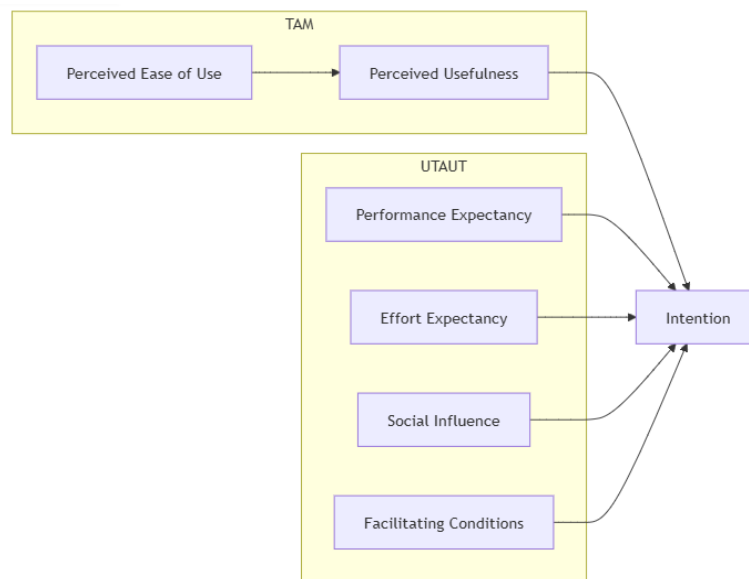 TAM
Perceived Ease of Use
Perceived Usefulness
UTAUT
Performance Expectancy
Effort Expectancy
Intention
Social Influence
Facilitating Conditions